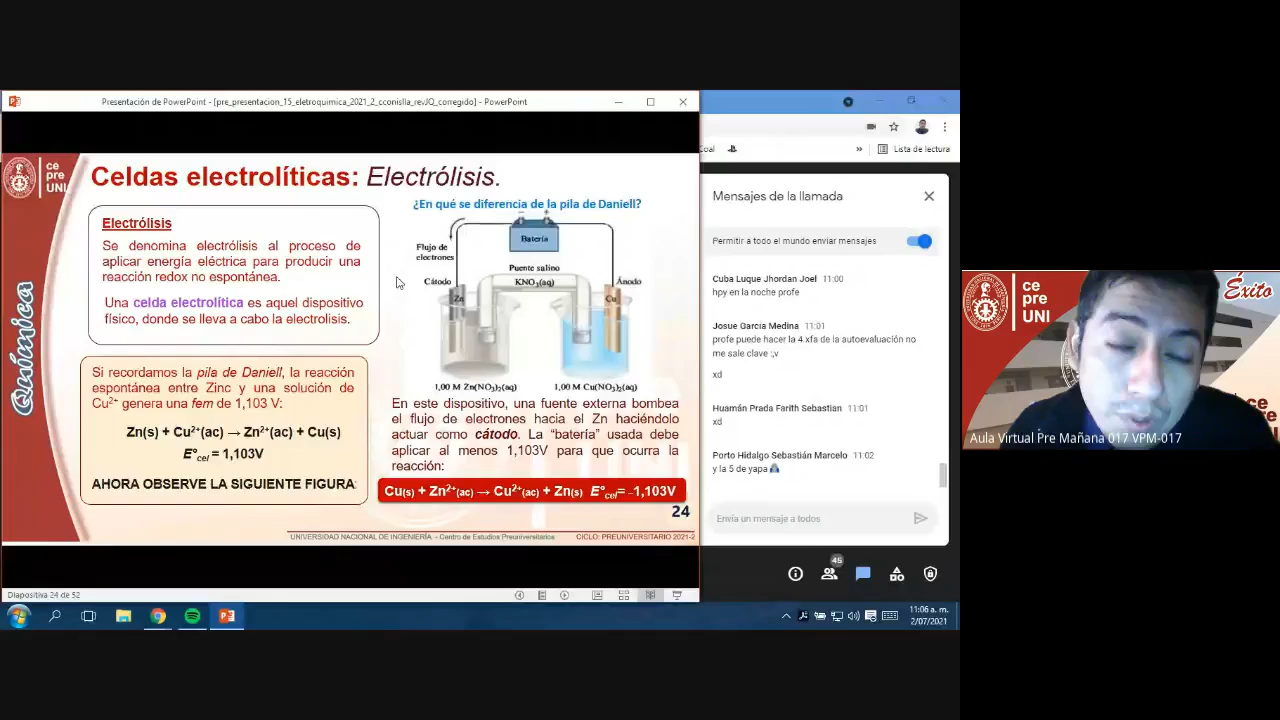 Presentación de PowerPoint - [pre_presentacion_15_eletroquimica_2021_2_cconislla_revJQ_corregido] - PowerPoint
ce
pre
UNI
Química
Celdas electrolíticas: Electrólisis.
Electrólisis
Se denomina electrólisis al proceso de
aplicar energía eléctrica para producir una
reacción redox no espontánea.
Una celda electrolítica es aquel dispositivo
físico, donde se lleva a cabo la electrolisis.
Si recordamos la pila de Daniell, la reacción
espontánea entre Zinc y una solución de
Cu²⁺ genera una fem de 1,103 V:
Zn(s) + Cu²⁺(ac) → Zn²⁺(ac) + Cu(s)
E°cel = 1,103V
AHORA OBSERVE LA SIGUIENTE FIGURA:
¿En qué se diferencia de la pila de Daniell?
- +
Batería
Flujo de
electrones
Puente salino
KNO₃(aq)
Cátodo
Ánodo
Zn
Cu
1,00 M Zn(NO₃)₂(aq)
1,00 M Cu(NO₃)₂(aq)
En este dispositivo, una fuente externa bombea
el flujo de electrones hacia el Zn haciéndolo
actuar como cátodo. La “batería” usada debe
aplicar al menos 1,103V para que ocurra la
reacción:
Cu(s) + Zn²⁺(ac) → Cu²⁺(ac) + Zn(s) E°cel= –1,103V
24
UNIVERSIDAD NACIONAL DE INGENIERÍA - Centro de Estudios Preuniversitarios CICLO: PREUNIVERSITARIO 2021-2
Diapositiva 24 de 52
Coal
» Lista de lectura
Mensajes de la llamada
Permitir a todo el mundo enviar mensajes
Cuba Luque Jhordan Joel 11:00
hpy en la noche profe
Josue Garcia Medina 11:01
profe puede hacer la 4 xfa de la autoevaluación no
me sale clave :,v
xd
Huamán Prada Farith Sebastian 11:01
xd
Porto Hidalgo Sebastián Marcelo 11:02
y la 5 de yapa
Envía un mensaje a todos
45
11:06 a. m.
2/07/2021
ce
pre
UNI
Éxito
ce
Aula Virtual Pre Mañana 017 VPM-017